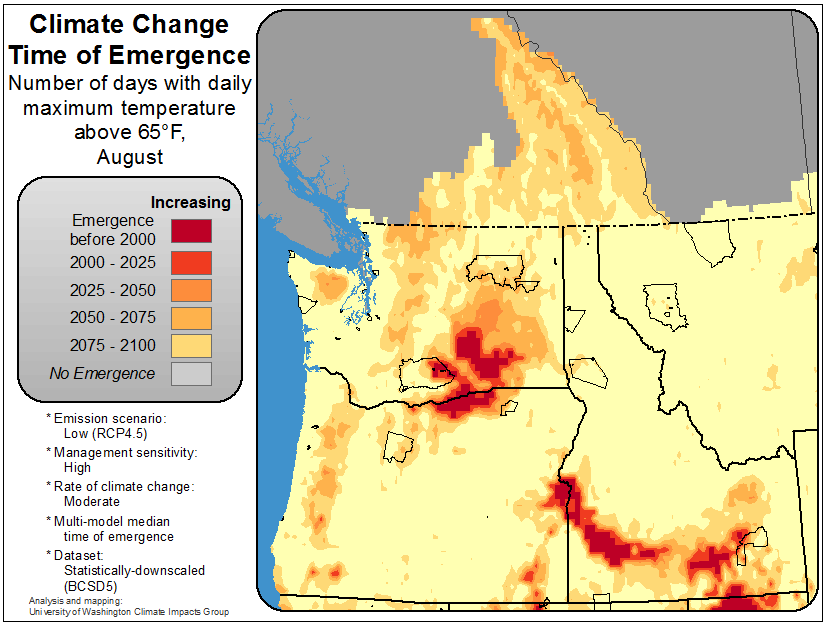 Climate Change
Time of Emergence
Number of days with daily
maximum temperature
above 65°F,
August
Increasing
Emergence
before 2000
2000 - 2025
2025 - 2050
2050 - 2075
2075 - 2100
No Emergence
* Emission scenario:
Low (RCP4.5)
* Management sensitivity:
High
* Rate of climate change:
Moderate
* Multi-model median
time of emergence
* Dataset:
Statistically-downscaled
(BCSD5)
Analysis and mapping:
University of Washington Climate Impacts Group